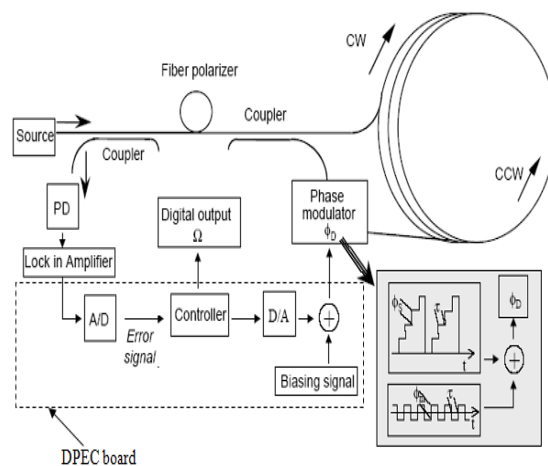 CW
Fiber polarizer
Coupler
Source
Coupler
CCW
PD
Digital output
Ω
Phase
modulator
ϕD
Lock in Amplifier
A/D
Controller
D/A
+
Error
signal
Biasing signal
ϕD
τ
t
+
τ
t
DPEC board